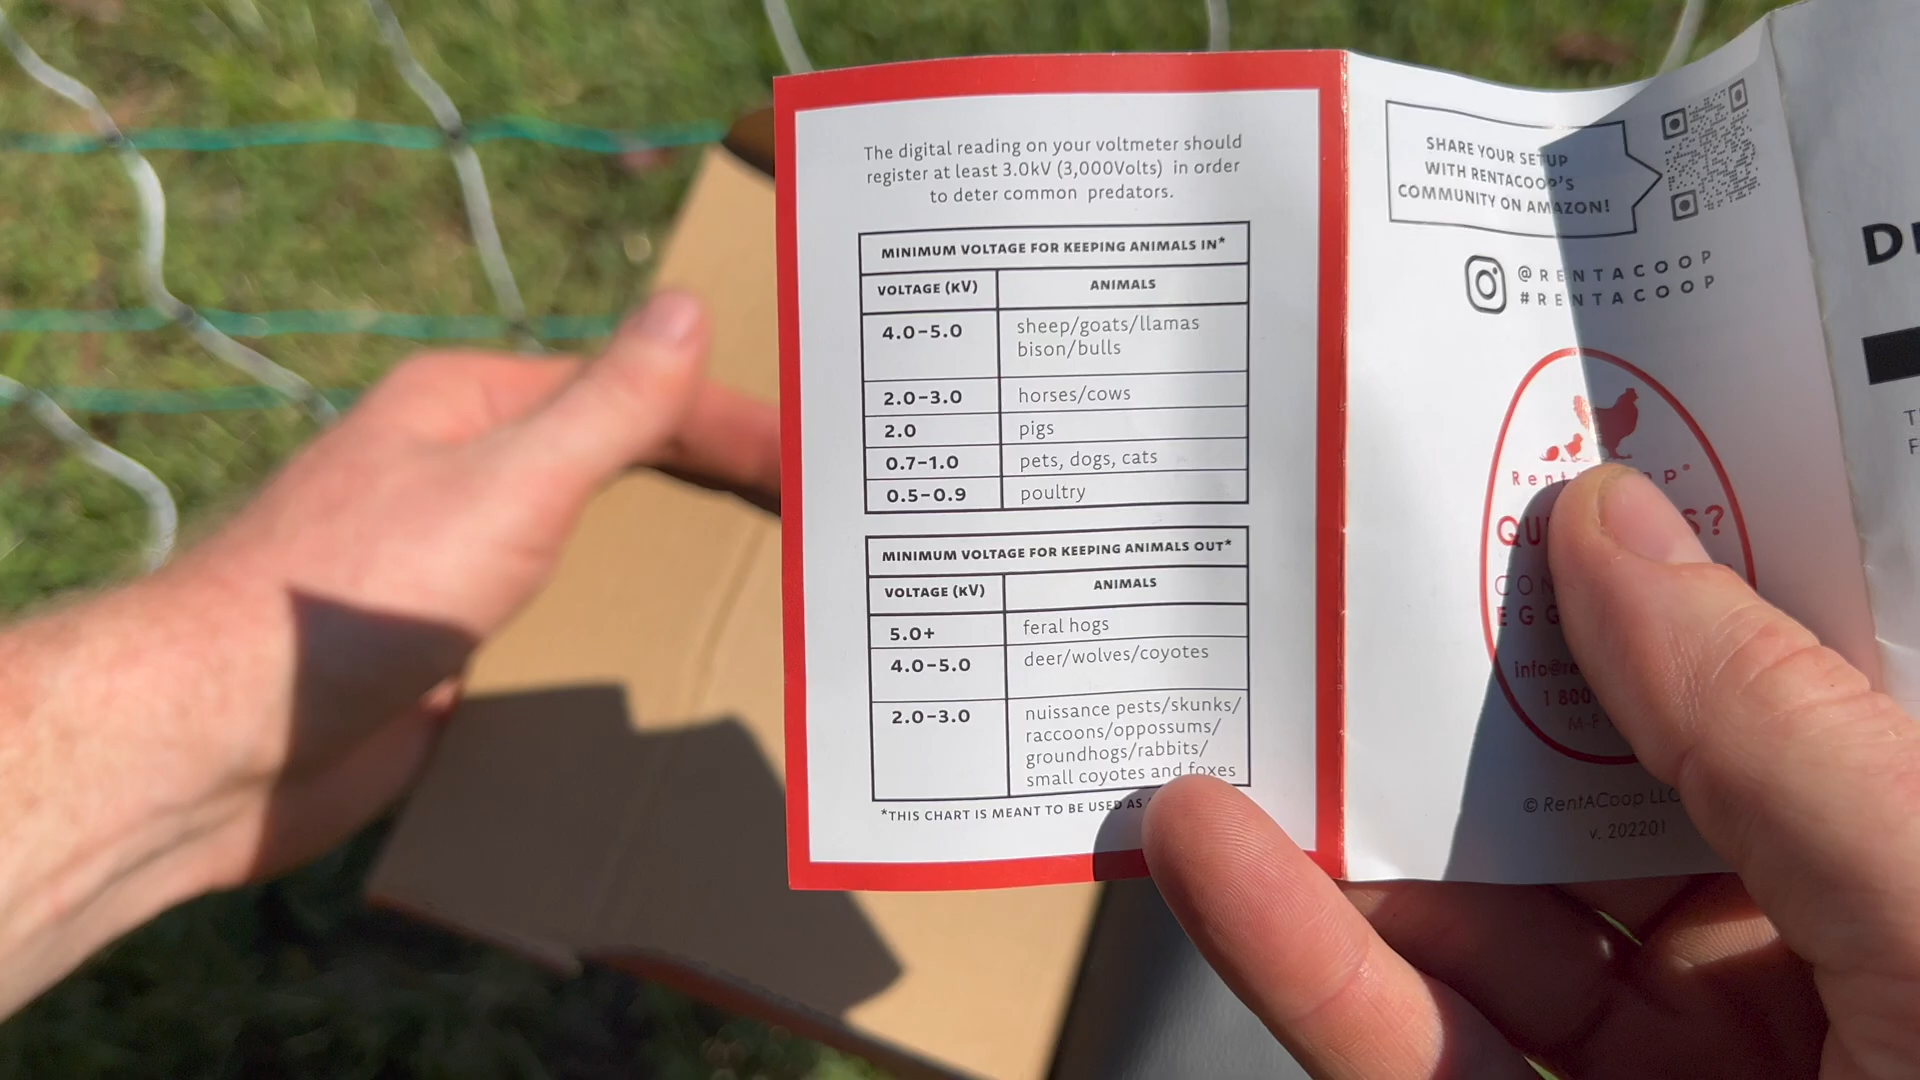 The digital reading on your voltmeter should
register at least 3.0kV (3,000Volts) in order
to deter common predators.
MINIMUM VOLTAGE FOR KEEPING ANIMALS IN*
VOLTAGE (KV) ANIMALS
4.0-5.0 sheep/goats/llamas
bison/bulls
2.0-3.0 horses/cows
2.0 pigs
0.7-1.0 pets, dogs, cats
0.5-0.9 poultry
MINIMUM VOLTAGE FOR KEEPING ANIMALS OUT*
VOLTAGE (KV) ANIMALS
5.0+ feral hogs
4.0-5.0 deer/wolves/coyotes
2.0-3.0 nuissance pests/skunks/
raccoons/oppossums/
groundhogs/rabbits/
small coyotes and foxes
*THIS CHART IS MEANT TO BE USED AS
SHARE YOUR SETUP
WITH RENTACOOP'S
COMMUNITY ON AMAZON!
@RENTACOOP
#RENTACOOP
1 800
© RentACoop LLC
v. 202201